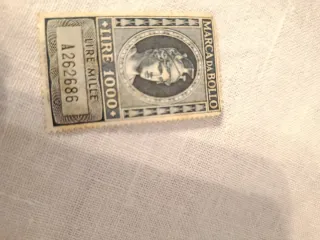 MARCA DA BOLLO
LIRE 1000
LIRE MILLE
A262686